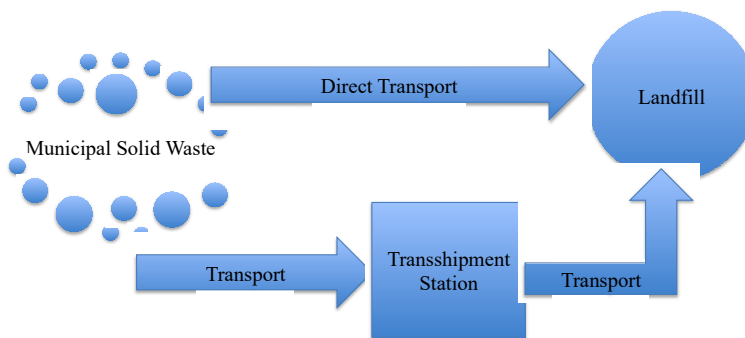 Direct Transport
Landfill
Municipal Solid Waste
Transport
Transshipment
Station
Transport